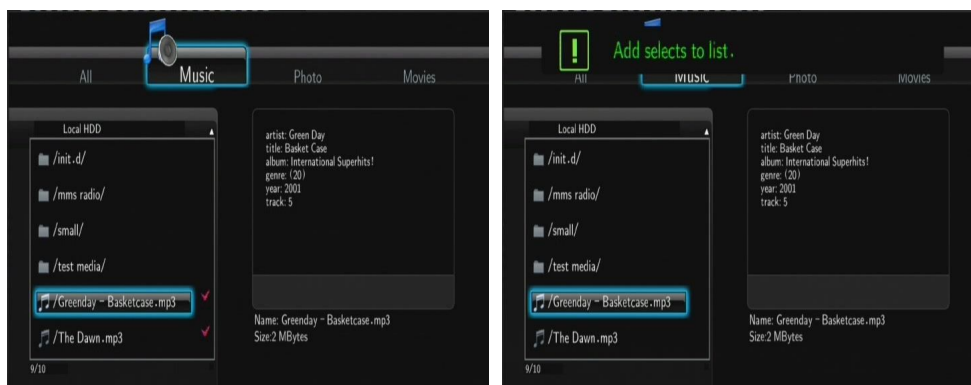 All Music Photo Movies
Local HDD
/init.d/
/mms radio/
/small/
/test media/
/Greenday - Basketcase.mp3
/The Dawn.mp3
9/10
artist: Green Day
title: Basket Case
album: International Superhits!
genre: (20)
year: 2001
track: 5
Name: Greenday - Basketcase.mp3
Size:2 MBytes
! Add selects to list.
All Music Photo Movies
Local HDD
/init.d/
/mms radio/
/small/
/test media/
/Greenday - Basketcase.mp3
/The Dawn.mp3
9/10
artist: Green Day
title: Basket Case
album: International Superhits!
genre: (20)
year: 2001
track: 5
Name: Greenday - Basketcase.mp3
Size:2 MBytes